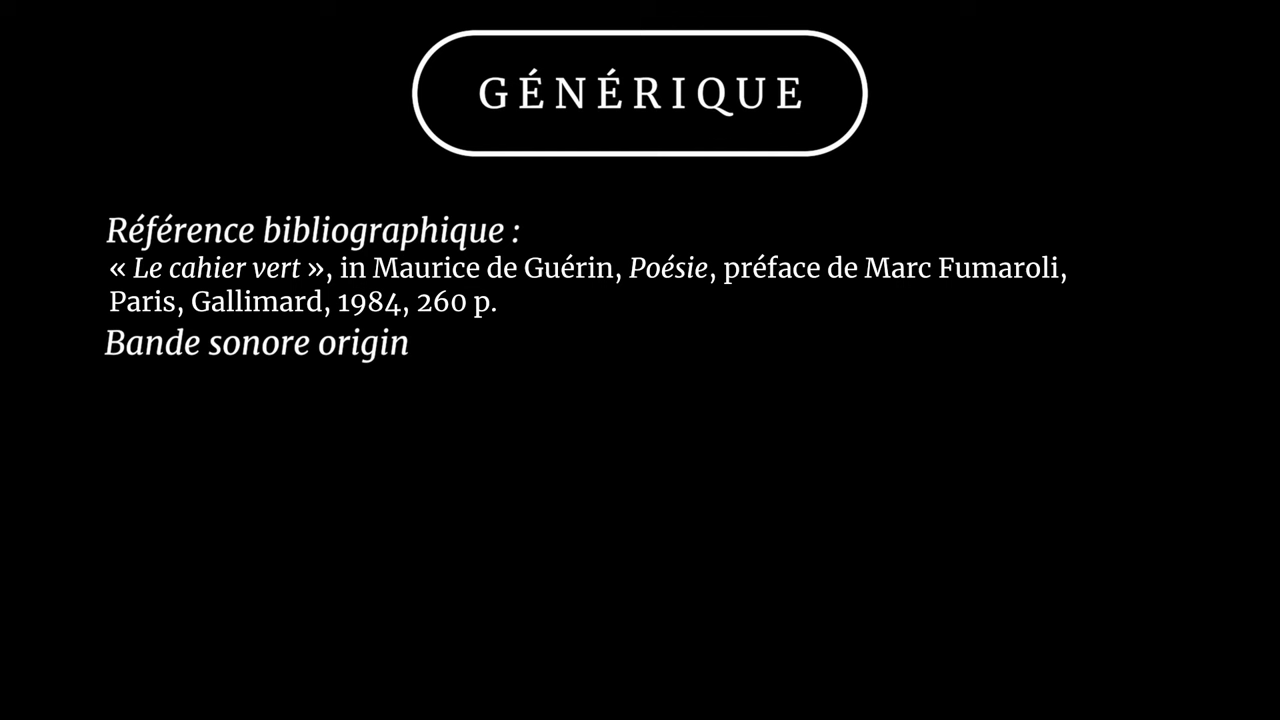 GÉNÉRIQUE
Référence bibliographique :
« Le cahier vert », in Maurice de Guérin, Poésie, préface de Marc Fumaroli,
Paris, Gallimard, 1984, 260 p.
Bande sonore origin